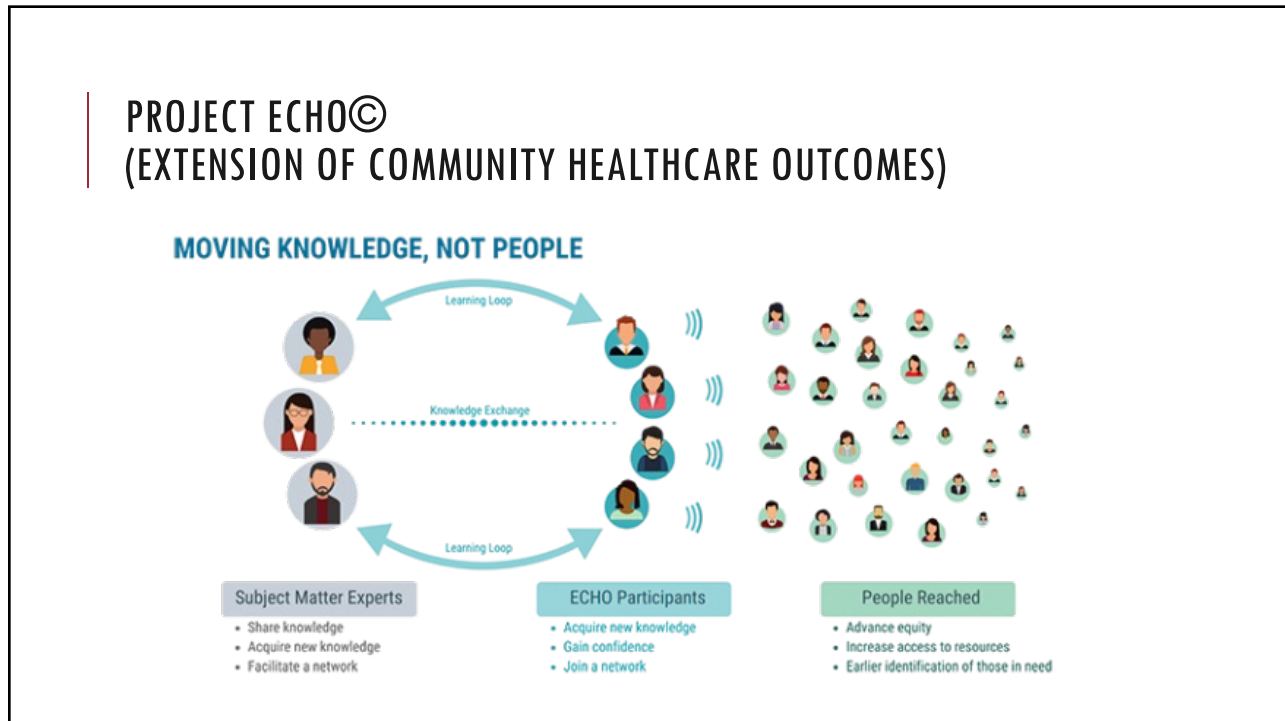 PROJECT ECHO©
(EXTENSION OF COMMUNITY HEALTHCARE OUTCOMES)
MOVING KNOWLEDGE, NOT PEOPLE
Learning Loop
Knowledge Exchange
Learning Loop
Subject Matter Experts
• Share knowledge
• Acquire new knowledge
• Facilitate a network
ECHO Participants
• Acquire new knowledge
• Gain confidence
• Join a network
People Reached
• Advance equity
• Increase access to resources
• Earlier identification of those in need